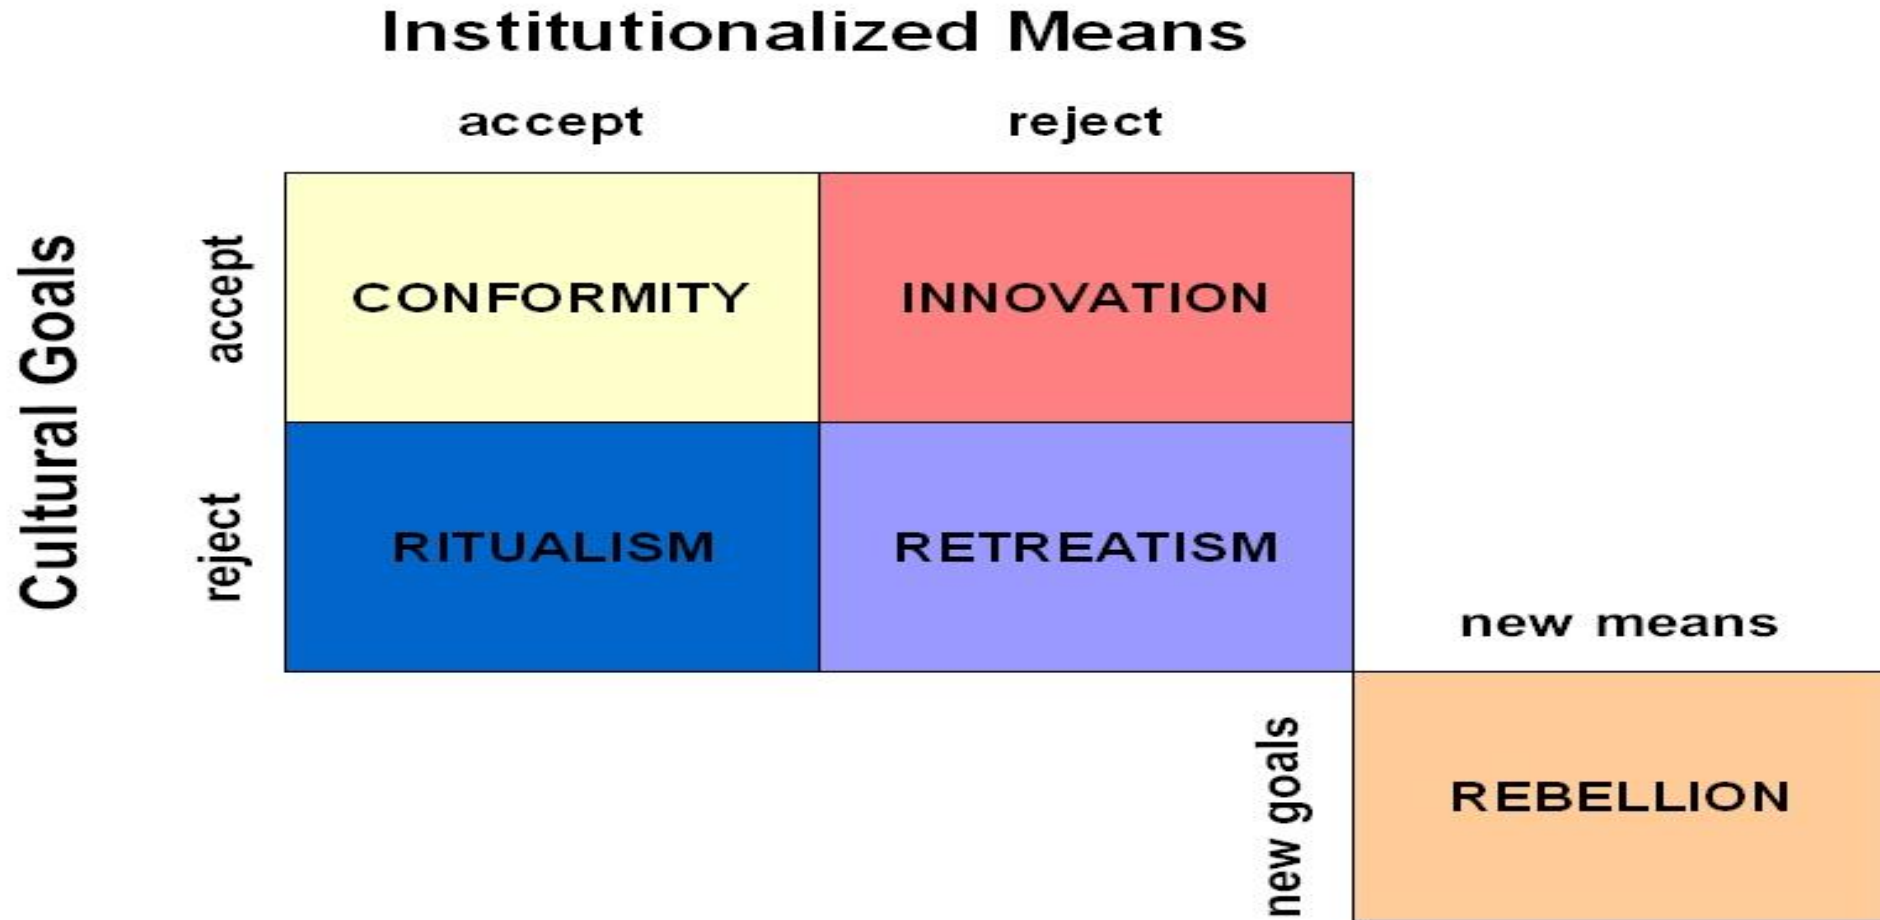 Institutionalized Means
accept
reject
Cultural Goals
accept
CONFORMITY
INNOVATION
reject
RITUALISM
RETREATISM
new means
new goals
REBELLION